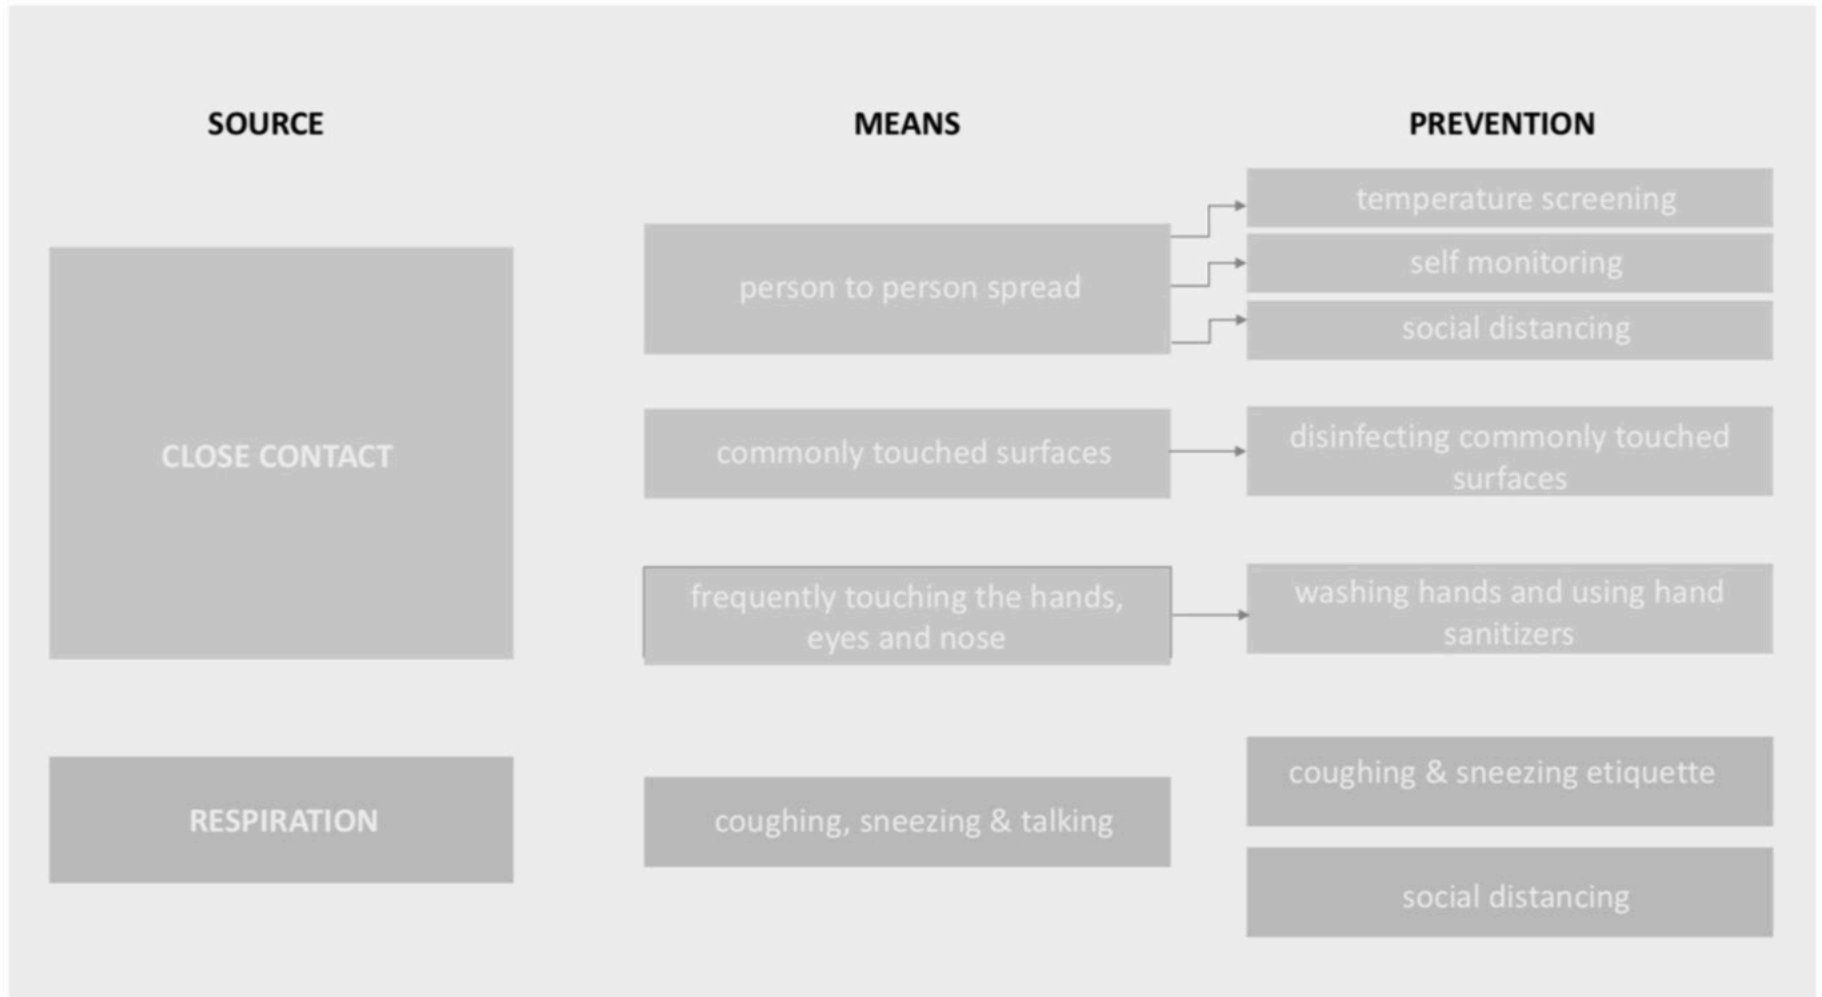 SOURCE
MEANS
PREVENTION
CLOSE CONTACT
person to person spread
temperature screening
self monitoring
social distancing
commonly touched surfaces
disinfecting commonly touched
surfaces
frequently touching the hands,
eyes and nose
washing hands and using hand
sanitizers
RESPIRATION
coughing, sneezing & talking
coughing & sneezing etiquette
social distancing